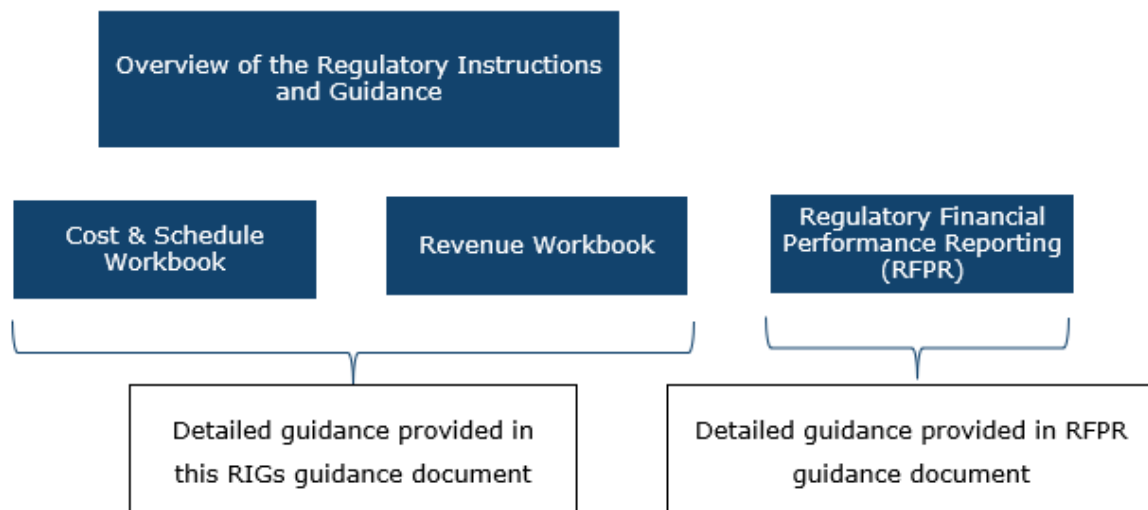 Overview of the Regulatory Instructions
and Guidance
Cost & Schedule
Workbook
Revenue Workbook
Regulatory Financial
Performance Reporting
(RFPR)
Detailed guidance provided in
this RIGs guidance document
Detailed guidance provided in RFPR
guidance document